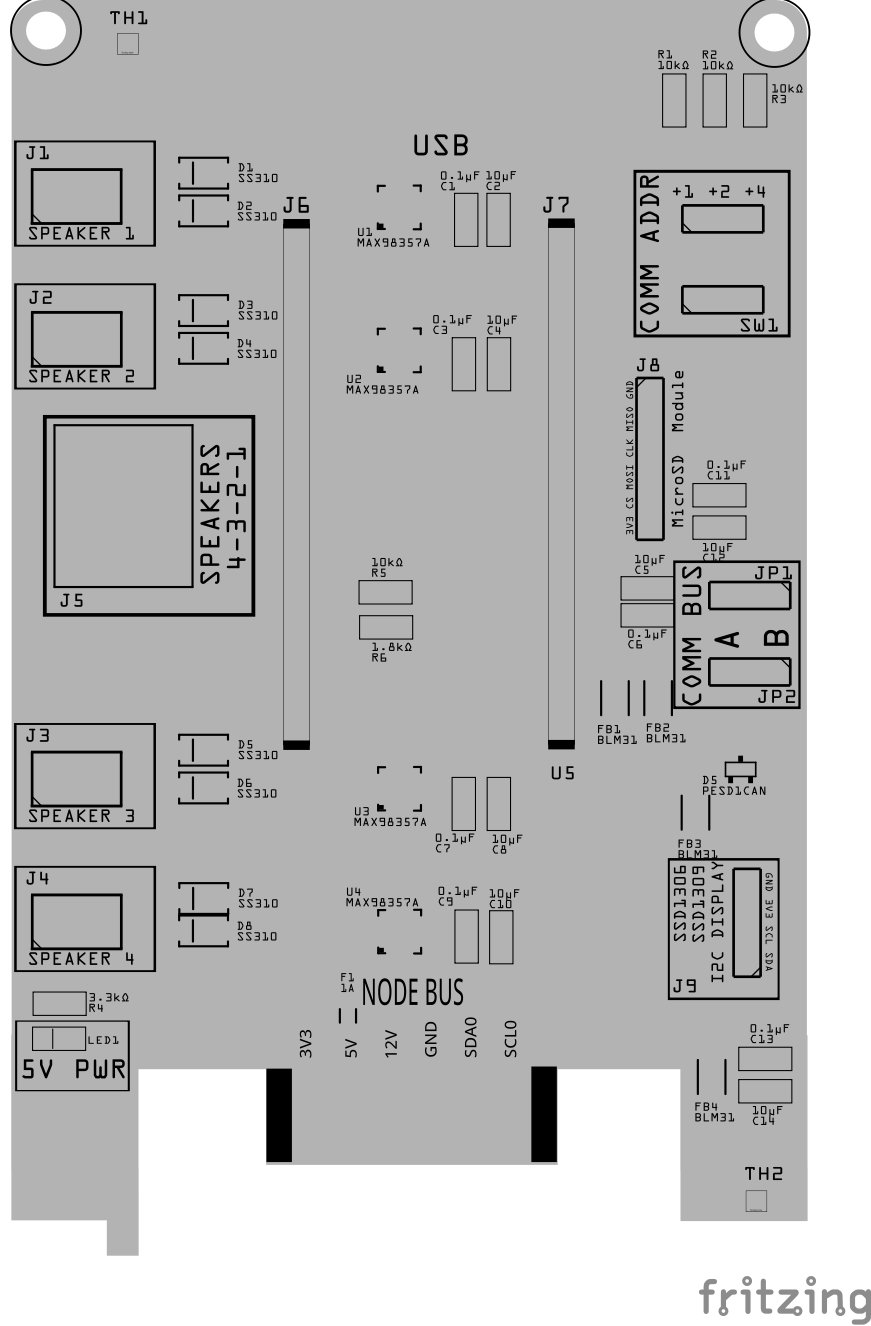 TH1
R1
10kΩ
R2
10kΩ
10kΩ
R3
USB
J1
SPEAKER 1
D1
SS310
D2
SS310
J6
U1
MAX98357A
0.1µF
C1
10µF
C2
J7
COMM ADDR
+1 +2 +4
SW1
J2
SPEAKER 2
D3
SS310
D4
SS310
U2
MAX98357A
0.1µF
C3
10µF
C4
J8
3V3 CS MOSI CLK MISO GND
MicroSD Module
0.1µF
C11
10µF
C12
SPEAKERS
4-3-2-1
J5
10kΩ
R5
1.8kΩ
R6
10µF
C5
0.1µF
C6
COMM BUS
JP1
A B
JP2
FB1
BLM31
FB2
BLM31
J3
SPEAKER 3
D5
SS310
D6
SS310
U5
U3
MAX98357A
0.1µF
C7
10µF
C8
D5
PESD1CAN
FB3
BLM31
J4
SPEAKER 4
D7
SS310
D8
SS310
U4
MAX98357A
0.1µF
C9
10µF
C10
SSD1306
SSD1309
I2C DISPLAY
GND 3V3 SCL SDA
J9
3.3kΩ
R4
LED1
5V PWR
F1
1A
NODE BUS
3V3
5V
12V
GND
SDA0
SCL0
0.1µF
C13
10µF
C14
FB4
BLM31
TH2
fritzing